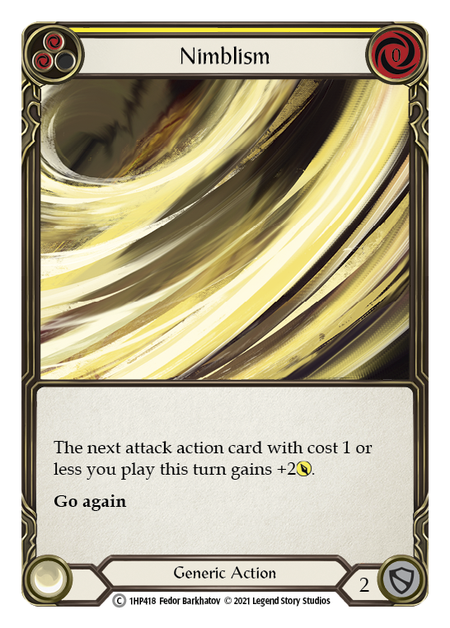 Nimblism
0
The next attack action card with cost 1 or
less you play this turn gains +2.
Go again
Generic Action
2
C 1HP418 Fedor Barkhatov © 2021 Legend Story Studios